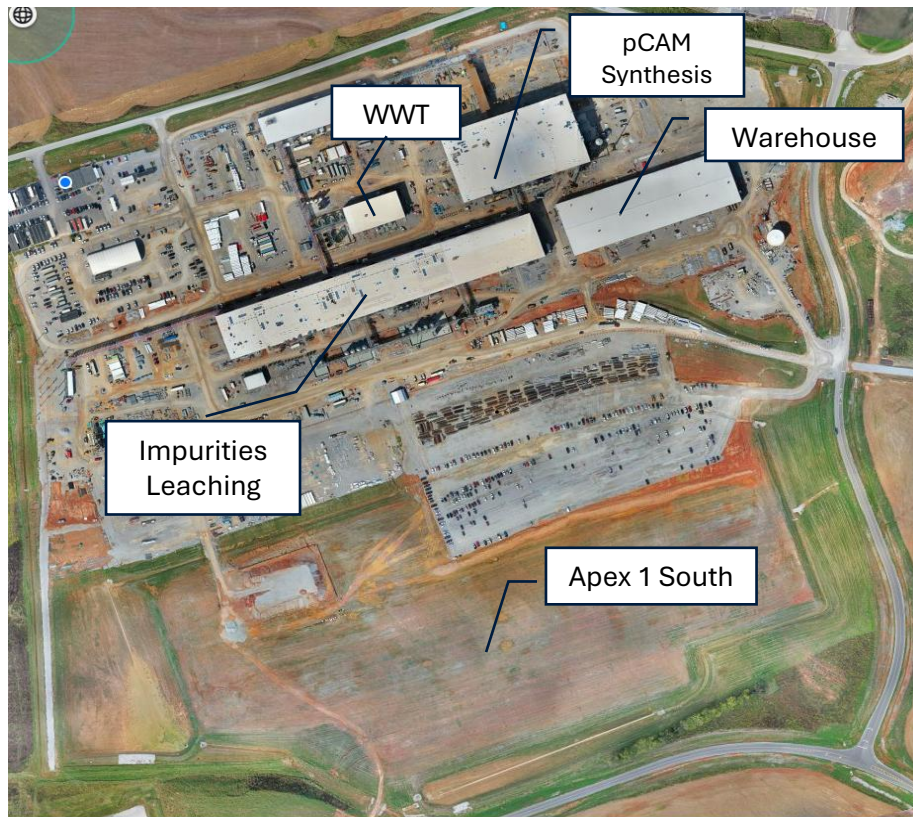 pCAM
Synthesis
WWT
Warehouse
Impurities
Leaching
Apex 1 South